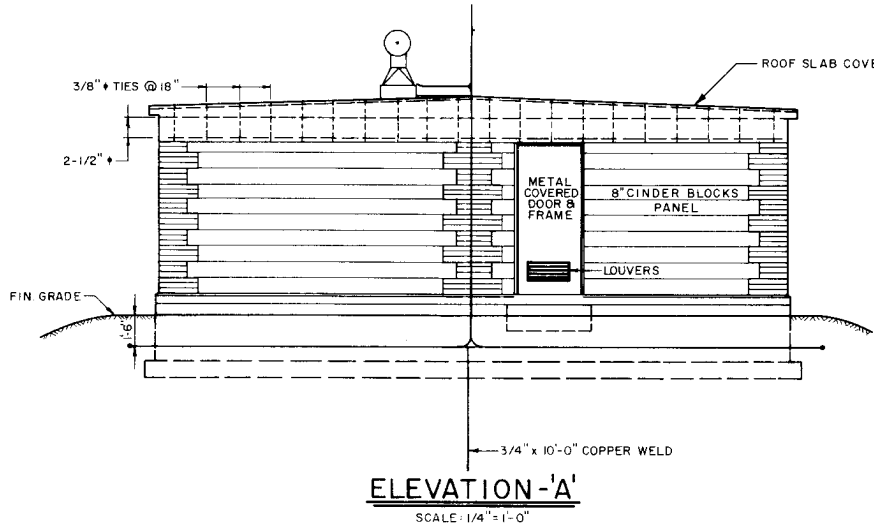 3/8" ϕ TIES @ 18"
ROOF SLAB COVE
2-1/2" ϕ
METAL
COVERED
DOOR &
FRAME
8" CINDER BLOCKS
PANEL
LOUVERS
FIN. GRADE
1'-6"
3/4" x 10'-0" COPPER WELD
ELEVATION-'A'
SCALE: 1/4" = 1'-0"